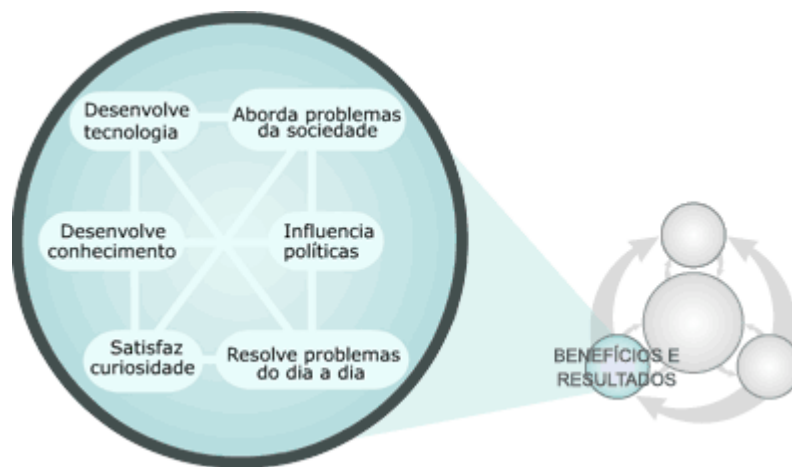 Desenvolve
tecnologia
Aborda problemas
da sociedade
Desenvolve
conhecimento
Influencia
políticas
Satisfaz
curiosidade
Resolve problemas
do dia a dia
BENEFÍCIOS E
RESULTADOS